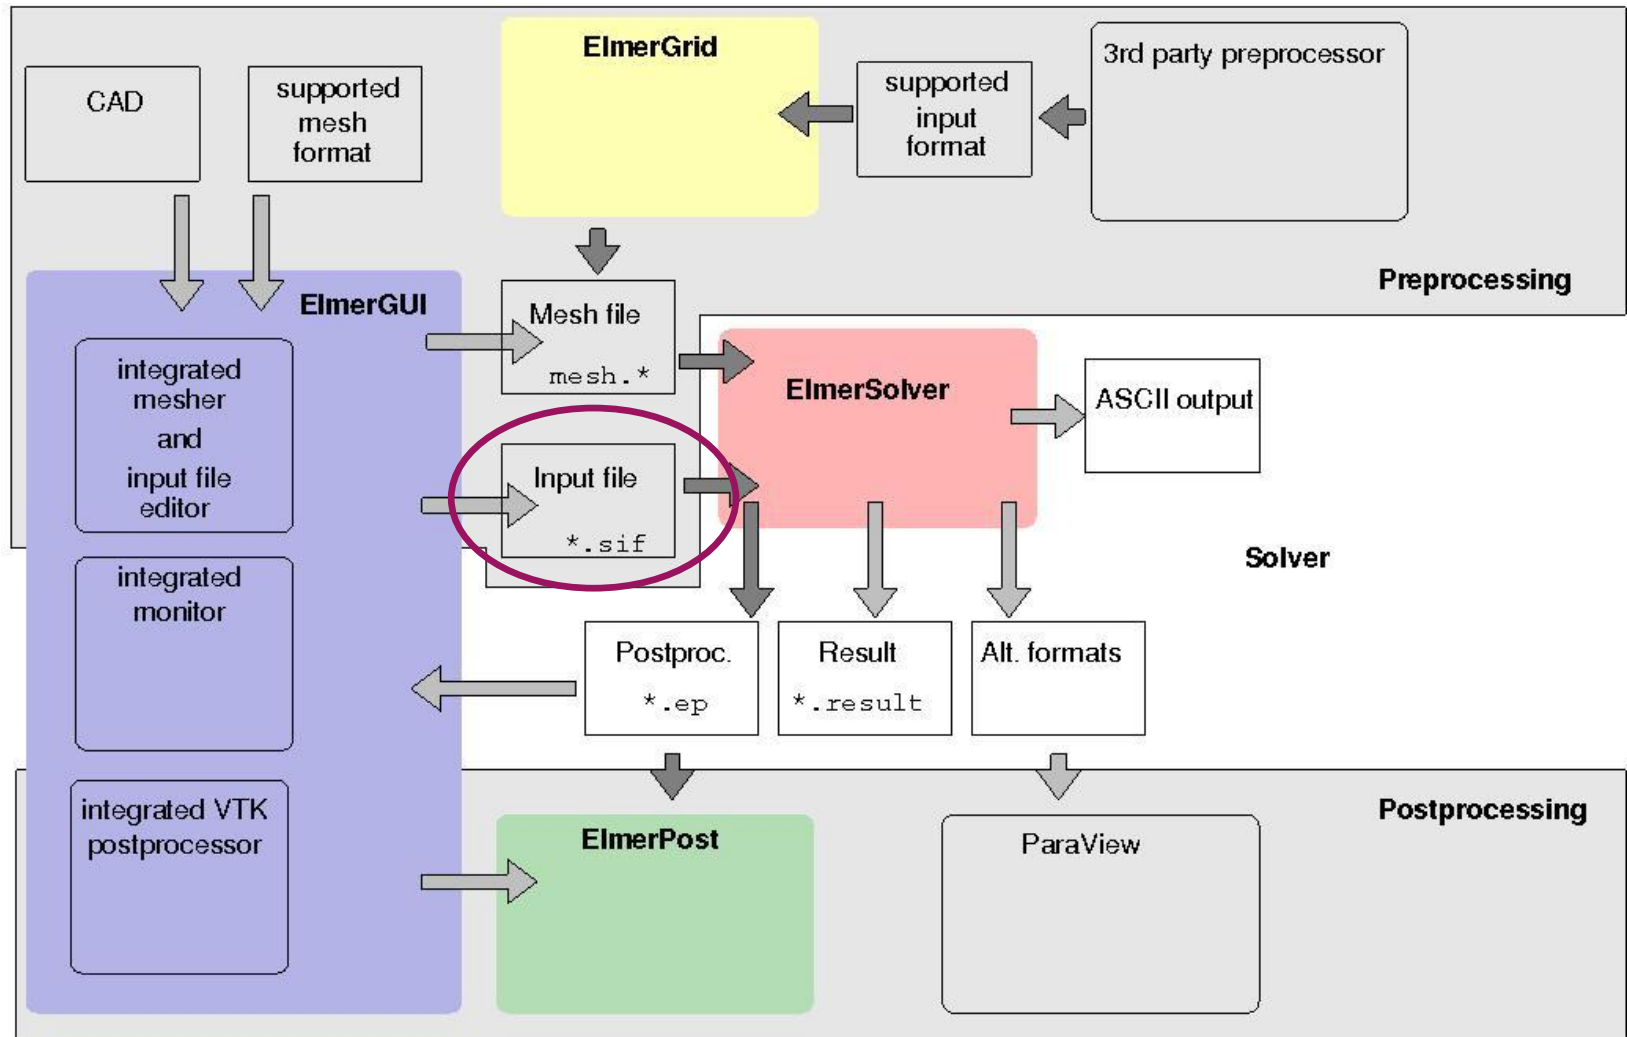 ElmerGrid
3rd party preprocessor
CAD
supported
mesh
format
supported
input
format
Preprocessing
ElmerGUI
Mesh file
mesh.*
integrated
mesher
and
input file
editor
ElmerSolver
ASCII output
Input file
*.sif
Solver
integrated
monitor
Postproc.
*.ep
Result
*.result
Alt. formats
integrated VTK
postprocessor
ElmerPost
ParaView
Postprocessing